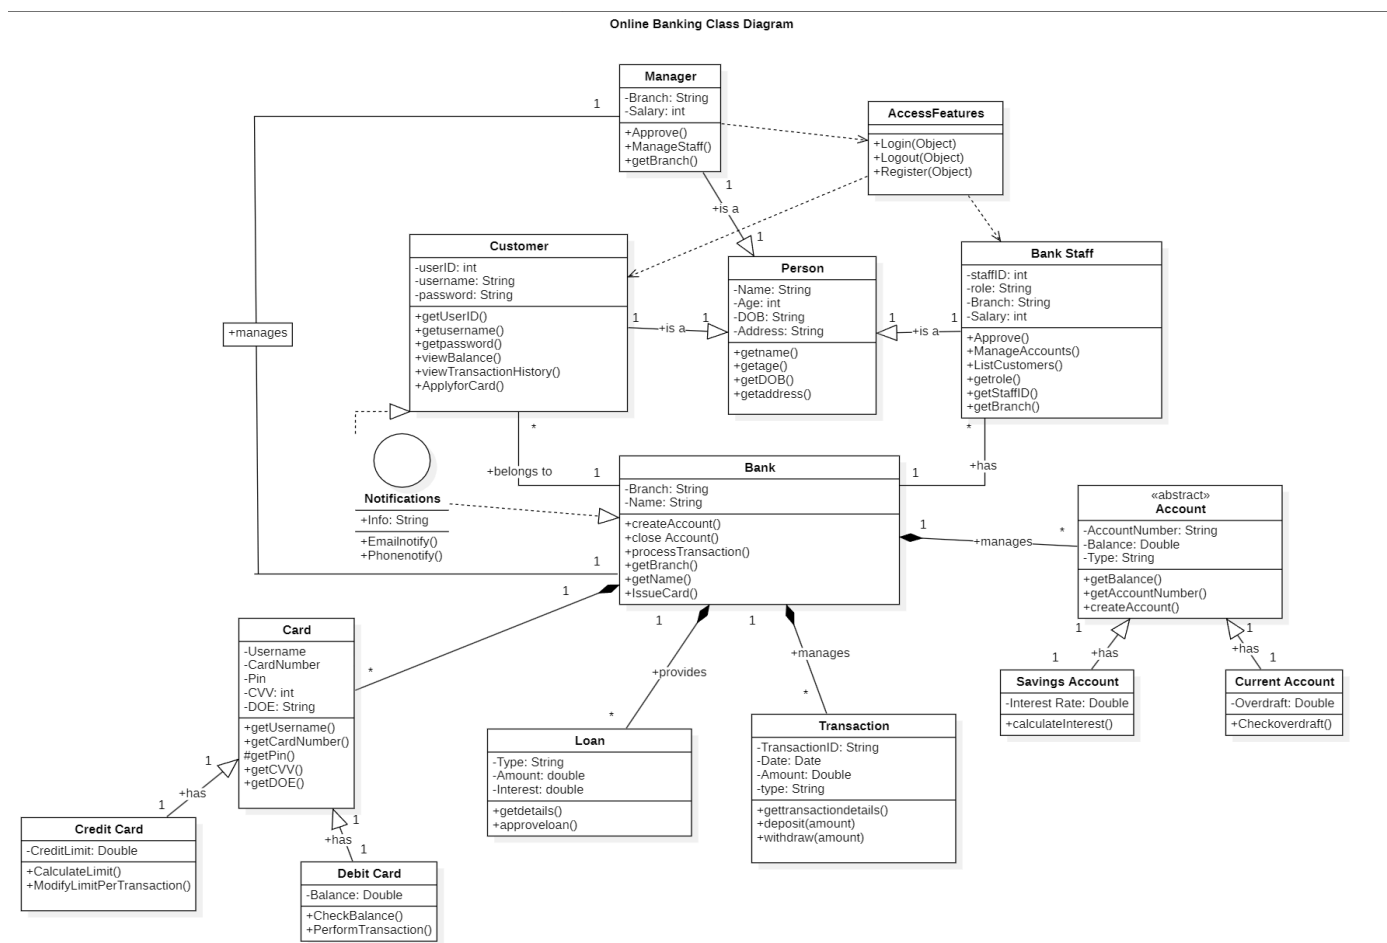 Online Banking Class Diagram
Manager
-Branch: String
-Salary: int
+Approve()
+ManageStaff()
+getBranch()
1
AccessFeatures
+Login(Object)
+Logout(Object)
+Register(Object)
1
+is a
1
Customer
-userID: int
-username: String
-password: String
+getUserID()
+getusername()
+getpassword()
+viewBalance()
+viewTransactionHistory()
+ApplyforCard()
Person
-Name: String
-Age: int
-DOB: String
-Address: String
+getname()
+getage()
+getDOB()
+getaddress()
Bank Staff
-staffID: int
-role: String
-Branch: String
-Salary: int
+Approve()
+ManageAccounts()
+ListCustomers()
+getrole()
+getStaffID()
+getBranch()
1
+is a
1
1
+is a
1
+manages
*
+belongs to
1
*
+has
1
Notifications
+Info: String
+Emailnotify()
+Phonenotify()
Bank
-Branch: String
-Name: String
+createAccount()
+close Account()
+processTransaction()
+getBranch()
+getName()
+IssueCard()
1
1
+manages
*
«abstract»
Account
-AccountNumber: String
-Balance: Double
-Type: String
+getBalance()
+getAccountNumber()
+createAccount()
1
*
1
+provides
*
1
+manages
*
1
+has
1
1
+has
1
Card
-Username
-CardNumber
-Pin
-CVV: int
-DOE: String
+getUsername()
+getCardNumber()
#getPin()
+getCVV()
+getDOE()
Savings Account
-Interest Rate: Double
+calculateInterest()
Current Account
-Overdraft: Double
+Checkoverdraft()
Loan
-Type: String
-Amount: double
-Interest: double
+getdetails()
+approveloan()
Transaction
-TransactionID: String
-Date: Date
-Amount: Double
-type: String
+gettransactiondetails()
+deposit(amount)
+withdraw(amount)
1
+has
1
1
+has
1
Credit Card
-CreditLimit: Double
+CalculateLimit()
+ModifyLimitPerTransaction()
Debit Card
-Balance: Double
+CheckBalance()
+PerformTransaction()